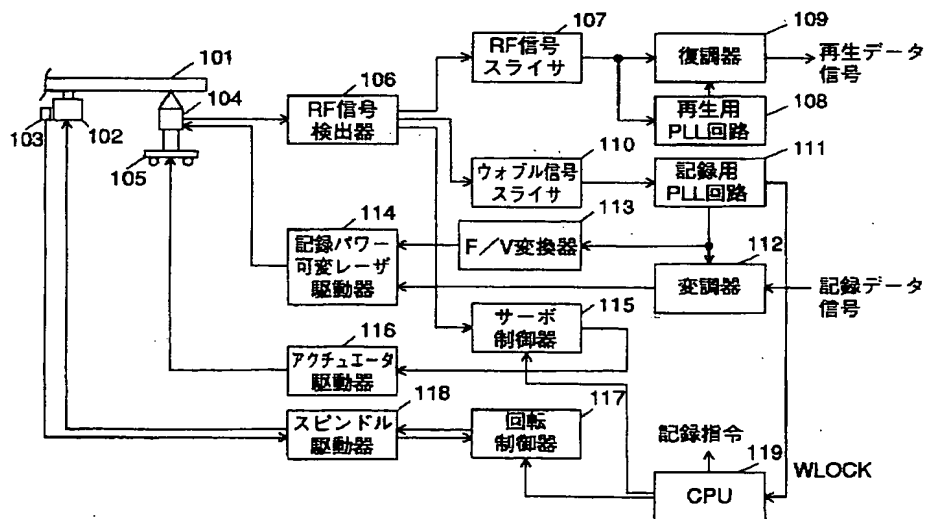 107
RF信号
スライサ
109
復調器
再生データ
信号
101
106
RF信号
検出器
104
103
102
105
108
再生用
PLL回路
110
ウォブル信号
スライサ
111
記録用
PLL回路
113
F/V変換器
114
記録パワー
可変レーザ
駆動器
112
変調器
記録データ
信号
115
サーボ
制御器
116
アクチュエータ
駆動器
118
スピンドル
駆動器
117
回転
制御器
記録指令
119
CPU
WLOCK